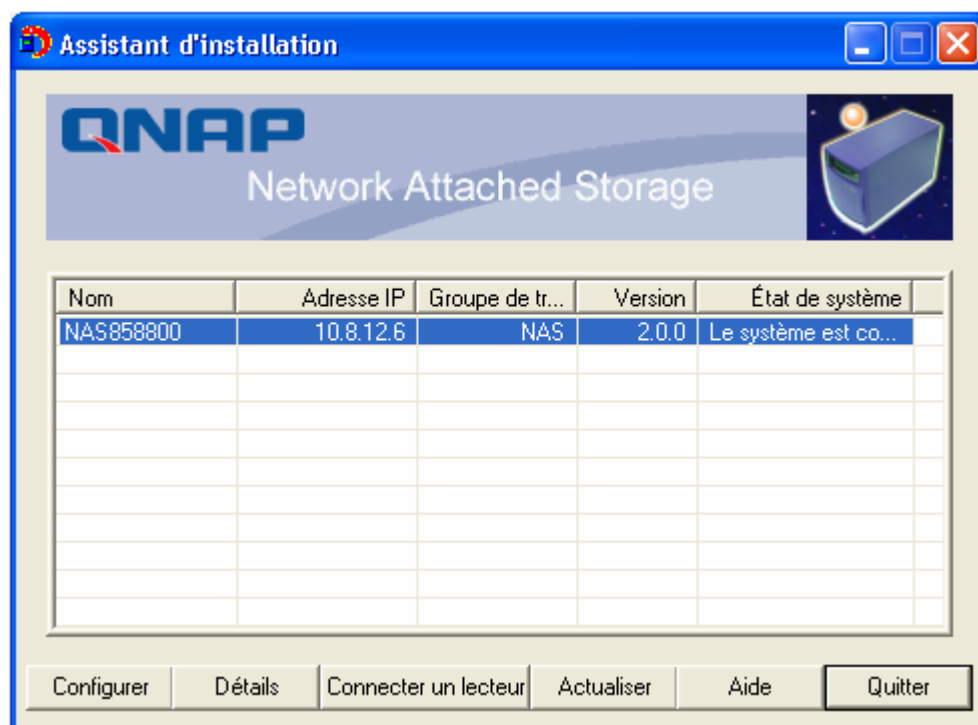 Assistant d'installation
QNAP
Network Attached Storage
Nom Adresse IP Groupe de tr... Version État de système
NAS858800 10.8.12.6 NAS 2.0.0 Le système est co...
Configurer Détails Connecter un lecteur Actualiser Aide Quitter